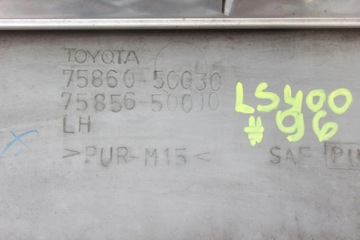 TOYOTA
75860-50030
75856-50010
LH
>PUR-M15<
LS400
# 96